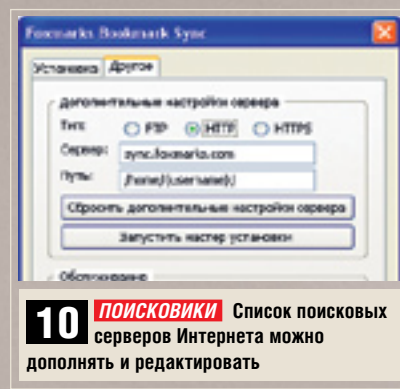 Foxmarks Bookmark Sync
Установка Другое
Дополнительные настройки сервера
Тип: FTP HTTP HTTPS
Сервер: sync.foxmarks.com
Путь: /home/{username}/
Сбросить дополнительные настройки сервера
Запустить мастер установки
Обслуживание
10 ПОИСКОВИКИ Список поисковых
серверов Интернета можно
дополнять и редактировать